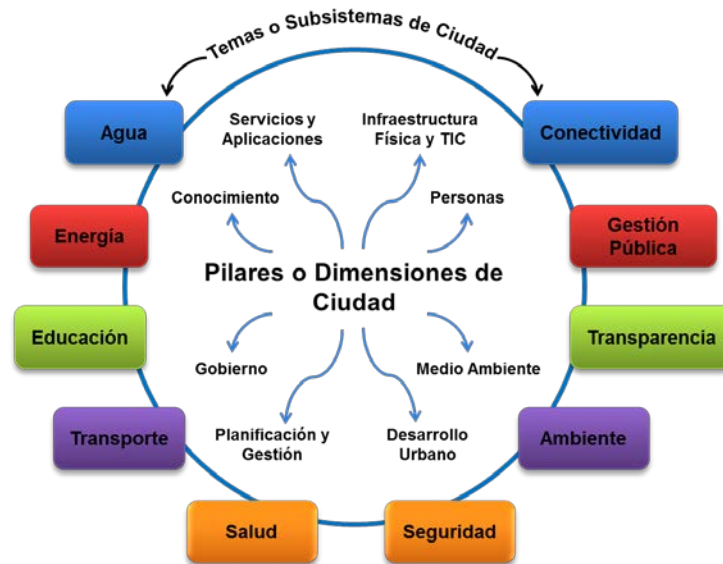 Temas o Subsistemas de Ciudad
Agua
Servicios y
Aplicaciones
Infraestructura
Física y TIC
Conectividad
Conocimiento
Personas
Energía
Gestión
Pública
Pilares o Dimensiones de
Ciudad
Educación
Transparencia
Gobierno
Medio Ambiente
Transporte
Planificación y
Gestión
Desarrollo
Urbano
Ambiente
Salud
Seguridad